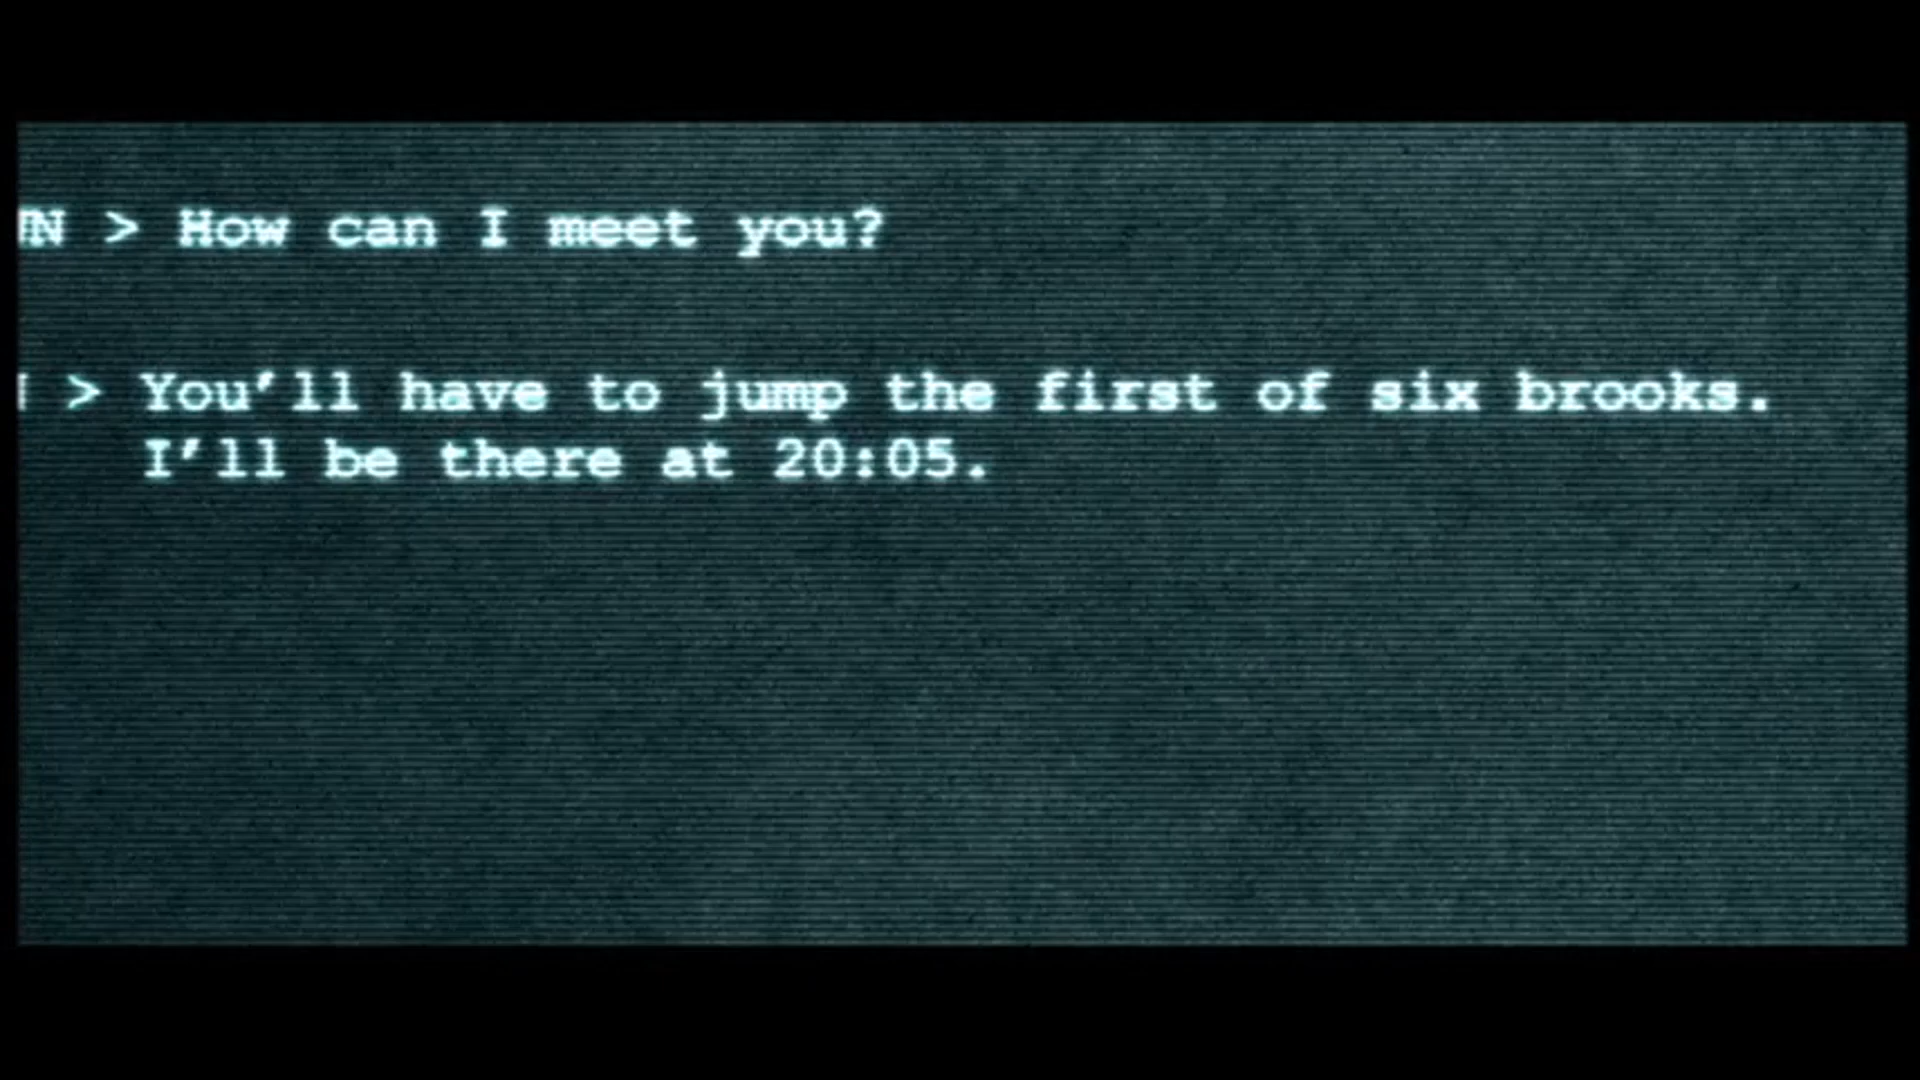 N > How can I meet you?
> You'll have to jump the first of six brooks.
I'll be there at 20:05.